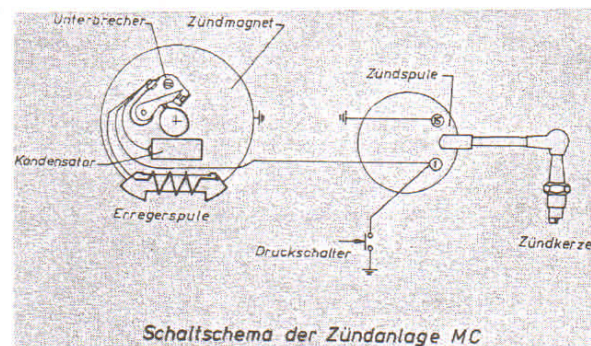 Unterbrecher
Zündmagnet
Zündspule
Kondensator
Erregerspule
Druckschalter
Zündkerze
Schaltschema der Zündanlage MC